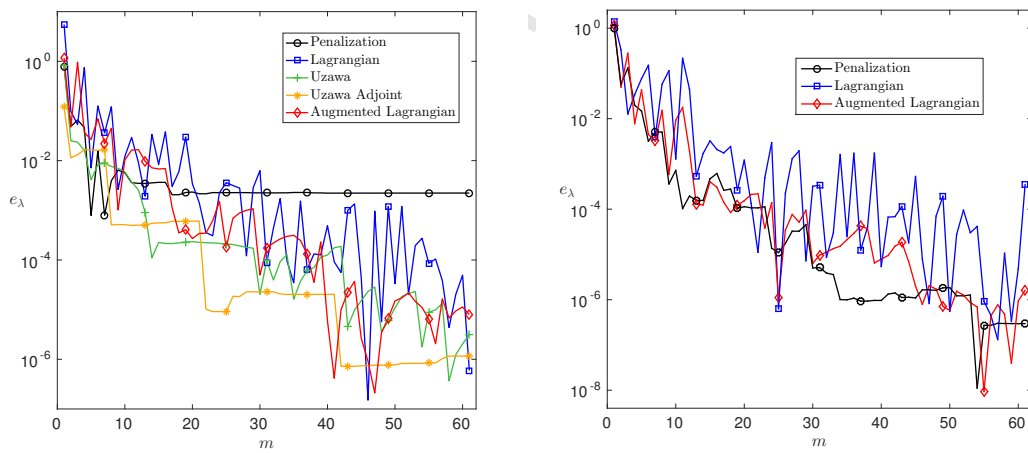 10^0
10^-2
e_λ
10^-4
10^-6
0
10
20
30
40
50
60
m
Penalization
Lagrangian
Uzawa
Uzawa Adjoint
Augmented Lagrangian
10^0
10^-2
e_λ
10^-4
10^-6
10^-8
0
10
20
30
40
50
60
m
Penalization
Lagrangian
Augmented Lagrangian